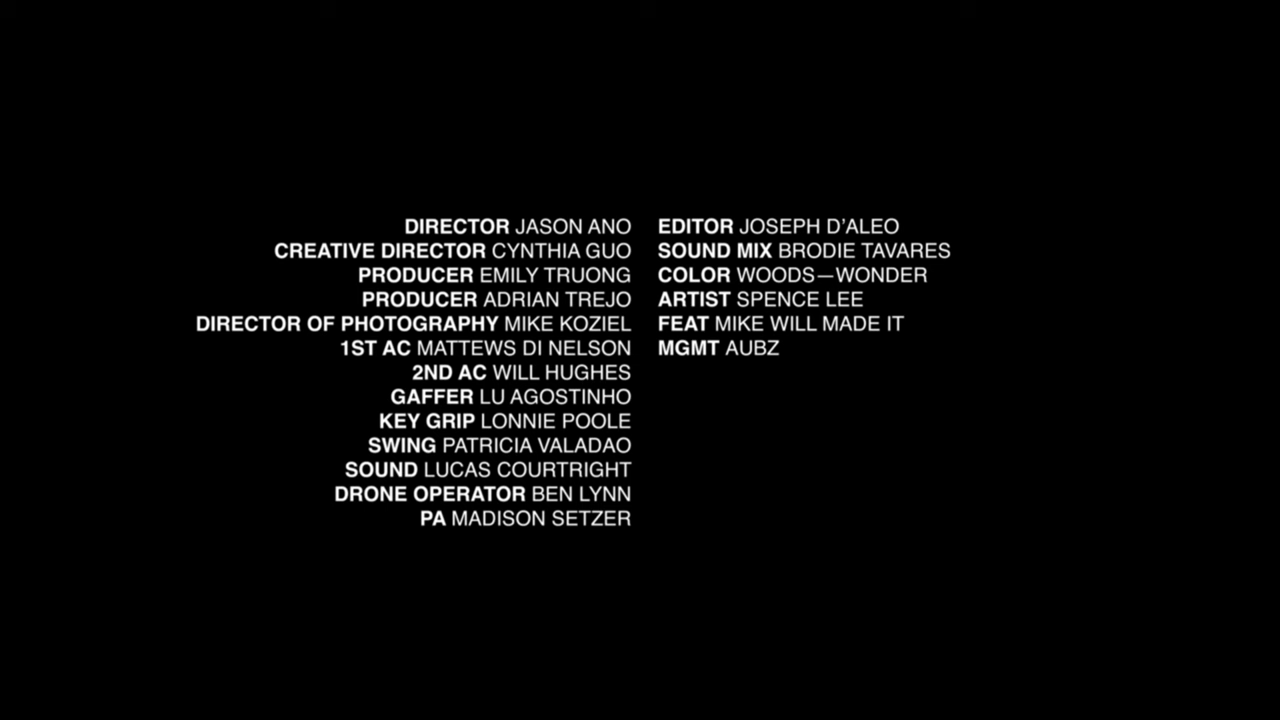 DIRECTOR JASON ANO
CREATIVE DIRECTOR CYNTHIA GUO
PRODUCER EMILY TRUONG
PRODUCER ADRIAN TREJO
DIRECTOR OF PHOTOGRAPHY MIKE KOZIEL
1ST AC MATTEWS DI NELSON
2ND AC WILL HUGHES
GAFFER LU AGOSTINHO
KEY GRIP LONNIE POOLE
SWING PATRICIA VALADAO
SOUND LUCAS COURTRIGHT
DRONE OPERATOR BEN LYNN
PA MADISON SETZER
EDITOR JOSEPH D’ALEO
SOUND MIX BRODIE TAVARES
COLOR WOODS—WONDER
ARTIST SPENCE LEE
FEAT MIKE WILL MADE IT
MGMT AUBZ